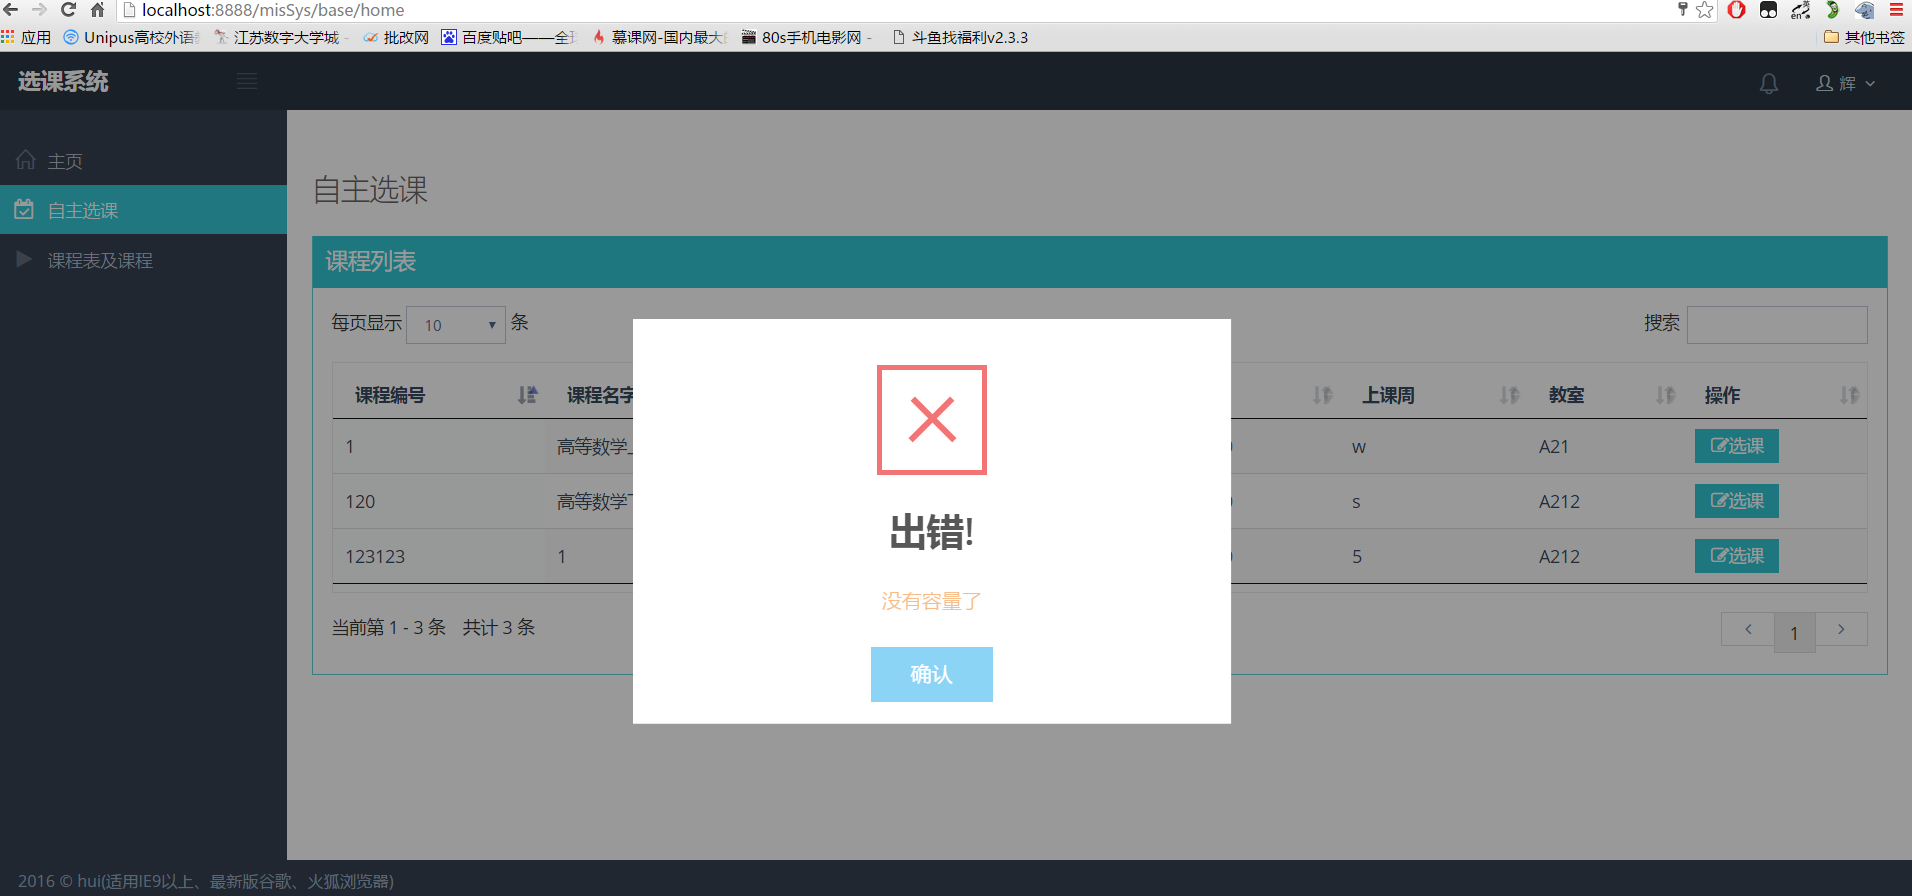 localhost:8888/misSys/base/home
应用 Unipus高校外语 江苏数字大学城 - 批改网 百度贴吧——全 慕课网-国内最大 80s手机电影网 - 斗鱼找福利v2.3.3 其他书签
选课系统 辉
主页
自主选课
课程表及课程
自主选课
课程列表
每页显示 10 条 搜索
课程编号 课程名字 上课周 教室 操作
1 高等数学上 w A21 选课
120 高等数学下 s A212 选课
123123 1 5 A212 选课
当前第 1 - 3 条 共计 3 条 1
出错!
没有容量了
确认
2016 © hui(适用IE9以上、最新版谷歌、火狐浏览器)